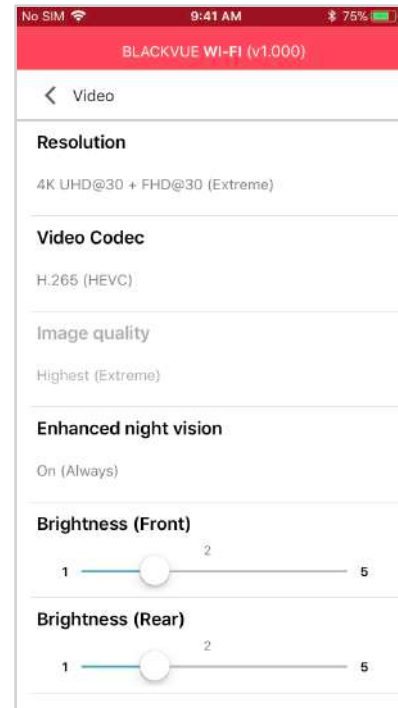 No SIM 9:41 AM 75%
BLACKVUE WI-FI (v1.000)
Video
Resolution
4K UHD@30 + FHD@30 (Extreme)
Video Codec
H.265 (HEVC)
Image quality
Highest (Extreme)
Enhanced night vision
On (Always)
Brightness (Front)
2
1 5
Brightness (Rear)
2
1 5